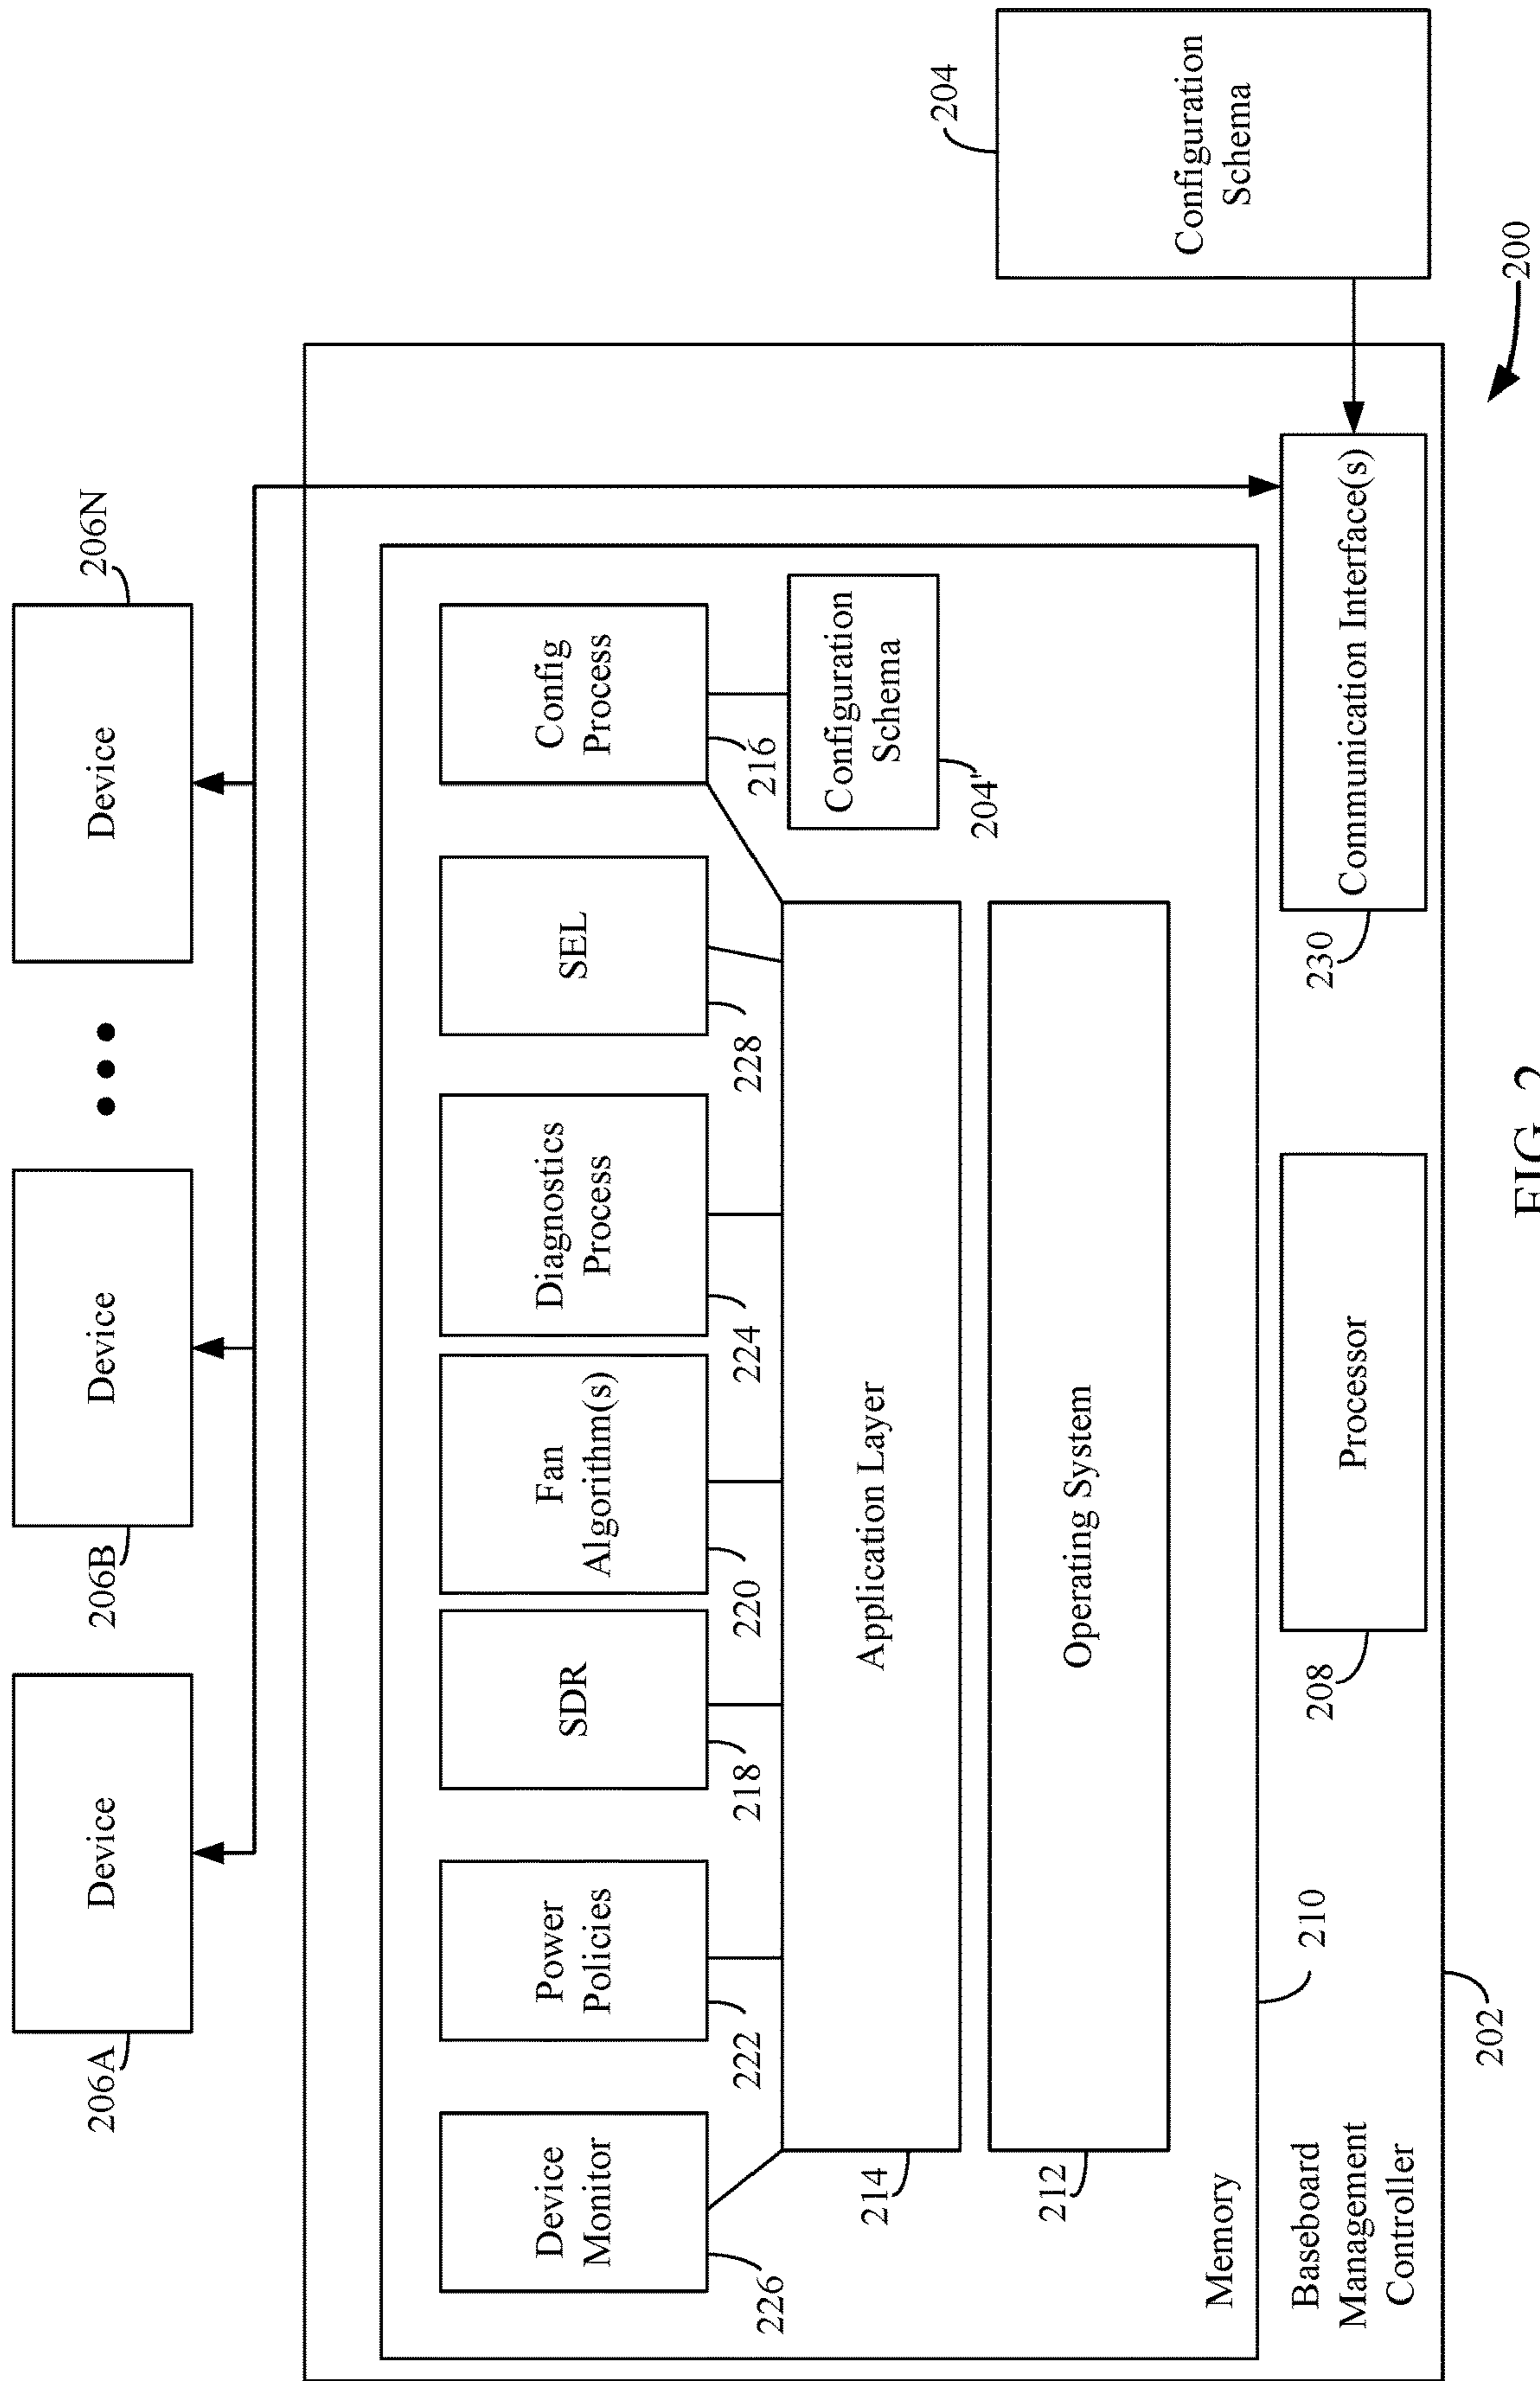 206A
Device
206B
Device
•••
Device
206N
Device
Monitor
226
Power
Policies
222
SDR
218
Fan
Algorithm(s)
220
Diagnostics
Process
224
SEL
228
Config
Process
216
Configuration
Schema
204'
Application Layer
214
Operating System
212
Memory
210
Baseboard
Management
Controller
202
Processor
208
Communication Interface(s)
230
204
Configuration
Schema
200
FIG. 2